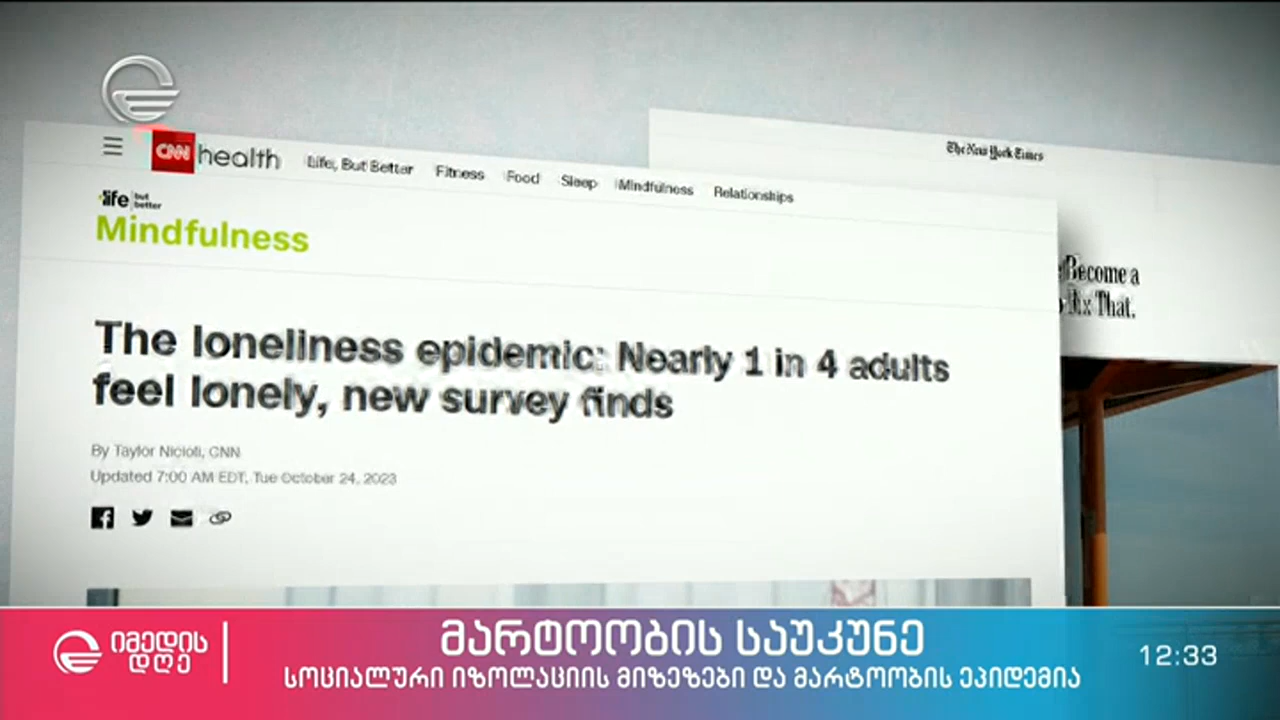 CNN health Life, But Better Fitness Food Sleep Mindfulness Relationships
The New York Times
life but better
Mindfulness
Become a
Fix That.
The loneliness epidemic: Nearly 1 in 4 adults
feel lonely, new survey finds
By Taylor Nicioli, CNN
Updated 7:00 AM EDT, Tue October 24, 2023
იმედის
დღე
მარტოობის საუკუნე
სოციალური იზოლაციის მიზეზები და მარტოობის ეპიდემია
12:33